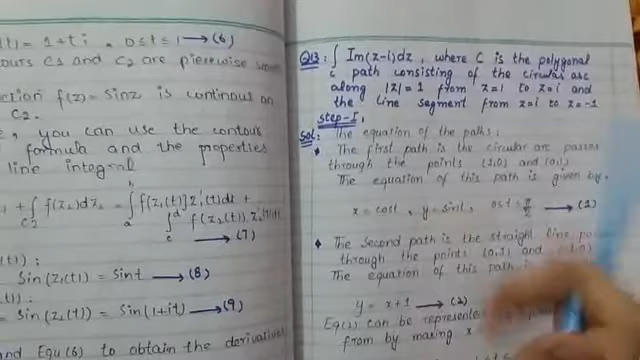 (t) = 1 + ti , 0 ≤ t ≤ 1 → (6)
ours C1 and C2 are piecewise
ction f(z) = sinz is continous on
C2.
, you can use the contou
formula and the properties
line integral
+ ∫ f(z2)dz2 = ∫ f(z1(t)) z1'(t)dt +
C2 a b
∫ f(z2(t)). z2'(t)dt
c d
→ (7)
(t) :
Sin(z1(t)) = Sint → (8)
(t) :
= Sin(z2(t)) = Sin(1+it) → (9)
and Equ(6) to obtain the derivatives
Q13: ∫ Im(z-i)dz , where C is the polygonal
c path consisting of the circular arc
along |z| = 1 from z=1 to z=i and
the line segment from z=i to z=-1
Step-I:
Sol: The equation of the paths:
The first path is the circular arc passes
through the points (1,0) and (0,1)
The equation of this path is given by.
x = cost, y = sint, 0≤t≤π/2 → (1)
The second path is the straight line
through the points (0,1) and (-1,0)
The equation of this path
y = x+1 → (2)
Eq(2) can be represented
from by making x